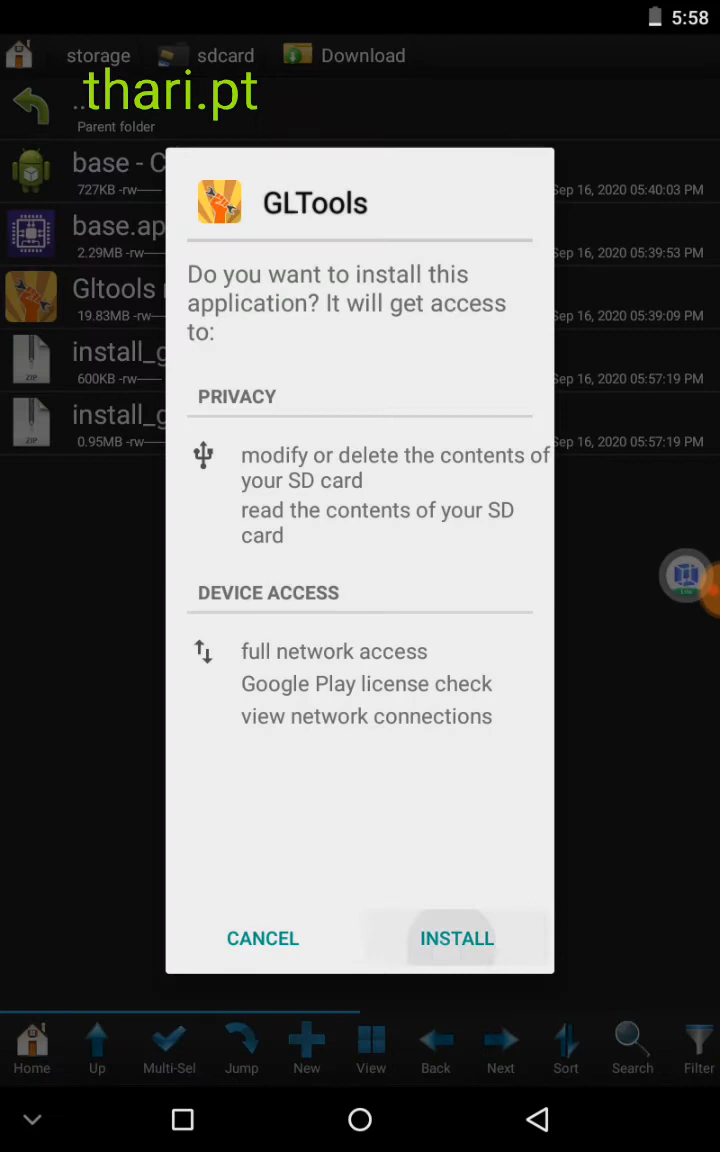 5:58
storage
sdcard
Download
thari.pt
..
Parent folder
base - C
727KB -rw——
Sep 16, 2020 05:40:03 PM
base.ap
2.29MB -rw—
Sep 16, 2020 05:39:53 PM
Gltools
19.83MB -rw—
Sep 16, 2020 05:39:09 PM
install_g
600KB -rw——
Sep 16, 2020 05:57:19 PM
install_g
0.95MB -rw—
Sep 16, 2020 05:57:19 PM
ZIP
ZIP
GLTools
Do you want to install this
application? It will get access
to:
PRIVACY
modify or delete the contents of
your SD card
read the contents of your SD
card
DEVICE ACCESS
full network access
Google Play license check
view network connections
CANCEL
INSTALL
Home
Up
Multi-Sel
Jump
New
View
Back
Next
Sort
Search
Filter